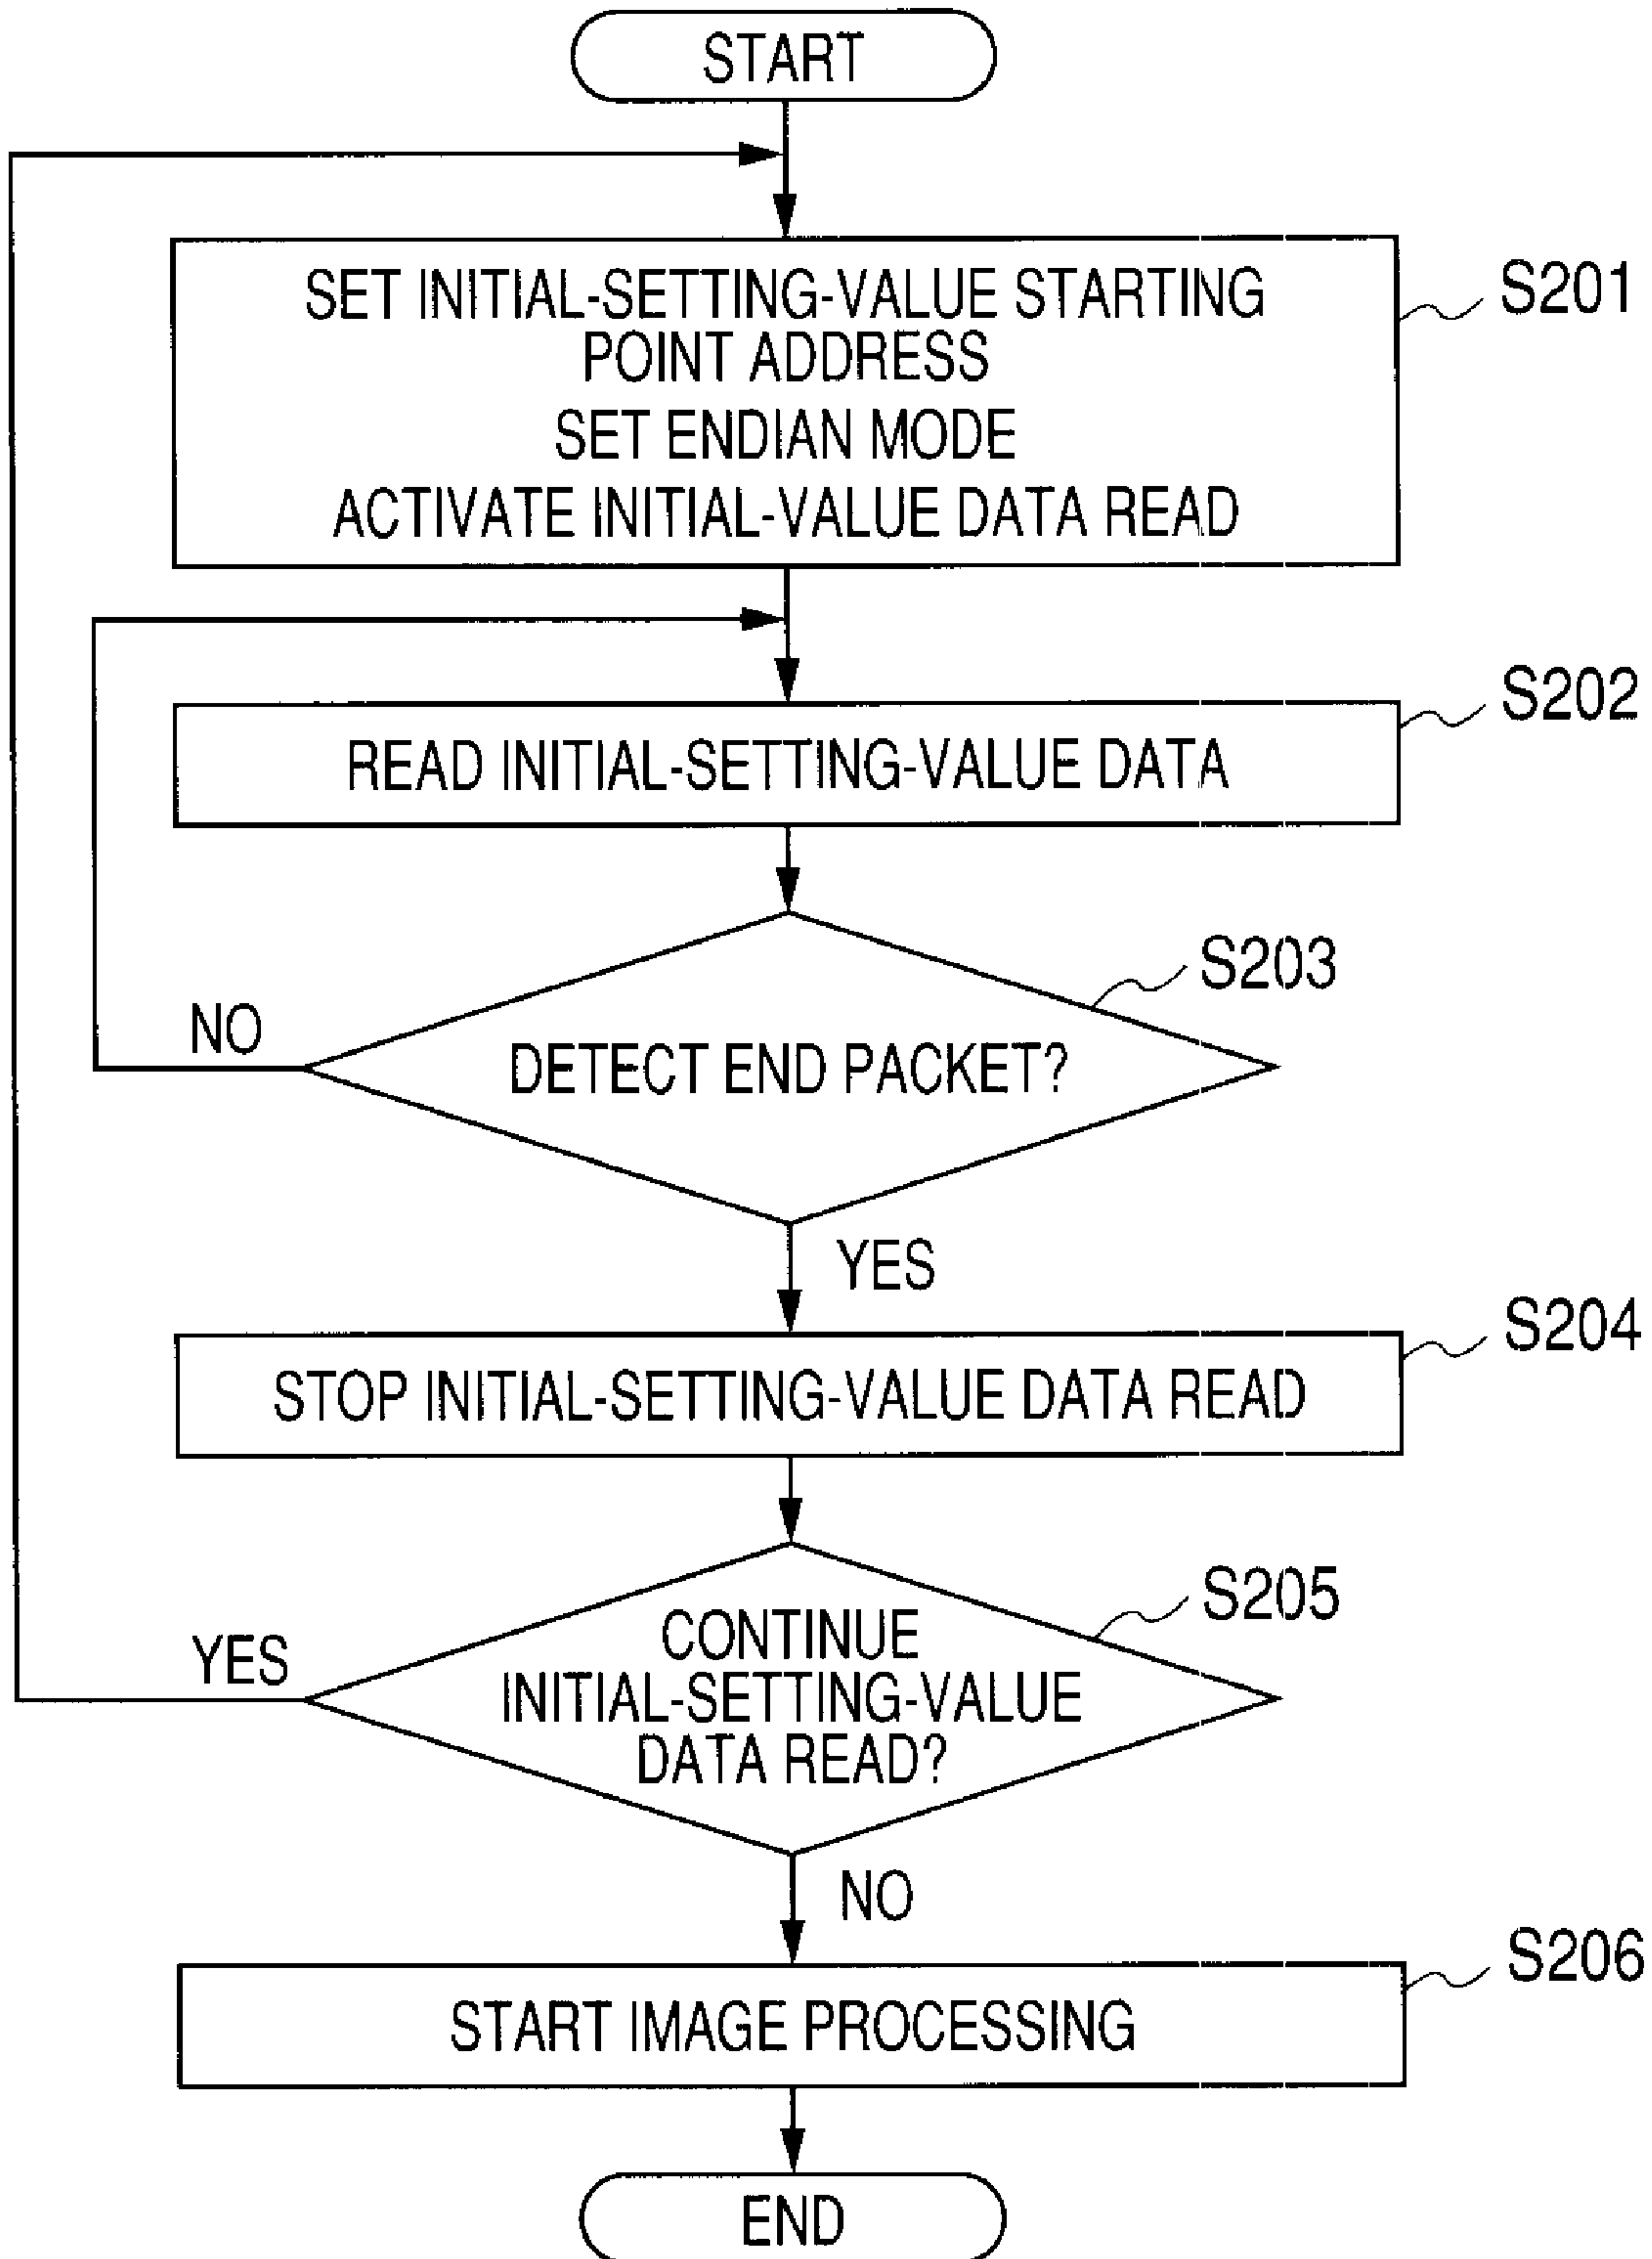 START
SET INITIAL-SETTING-VALUE STARTING
POINT ADDRESS
SET ENDIAN MODE
ACTIVATE INITIAL-VALUE DATA READ
S201
READ INITIAL-SETTING-VALUE DATA
S202
DETECT END PACKET?
S203
NO
YES
STOP INITIAL-SETTING-VALUE DATA READ
S204
CONTINUE
INITIAL-SETTING-VALUE
DATA READ?
S205
YES
NO
START IMAGE PROCESSING
S206
END